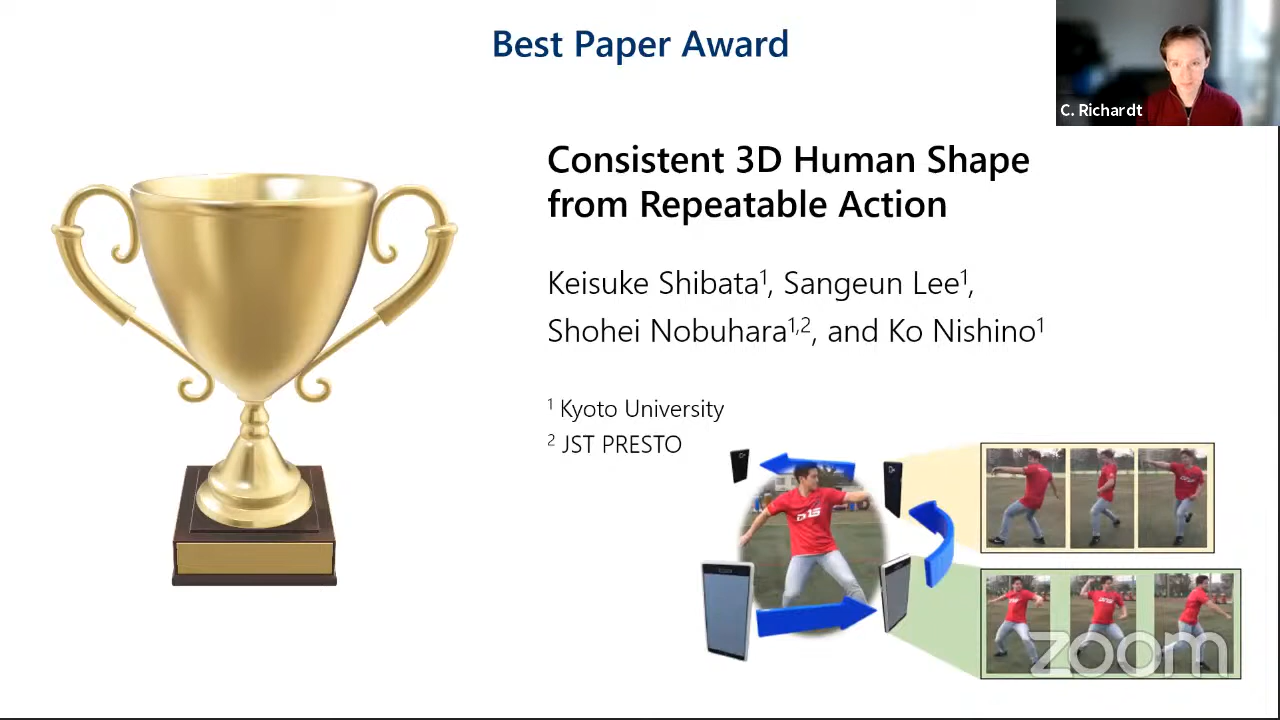 Best Paper Award
C. Richardt
Consistent 3D Human Shape
from Repeatable Action
Keisuke Shibata¹, Sangeun Lee¹,
Shohei Nobuhara¹,², and Ko Nishino¹
¹ Kyoto University
² JST PRESTO
zoom